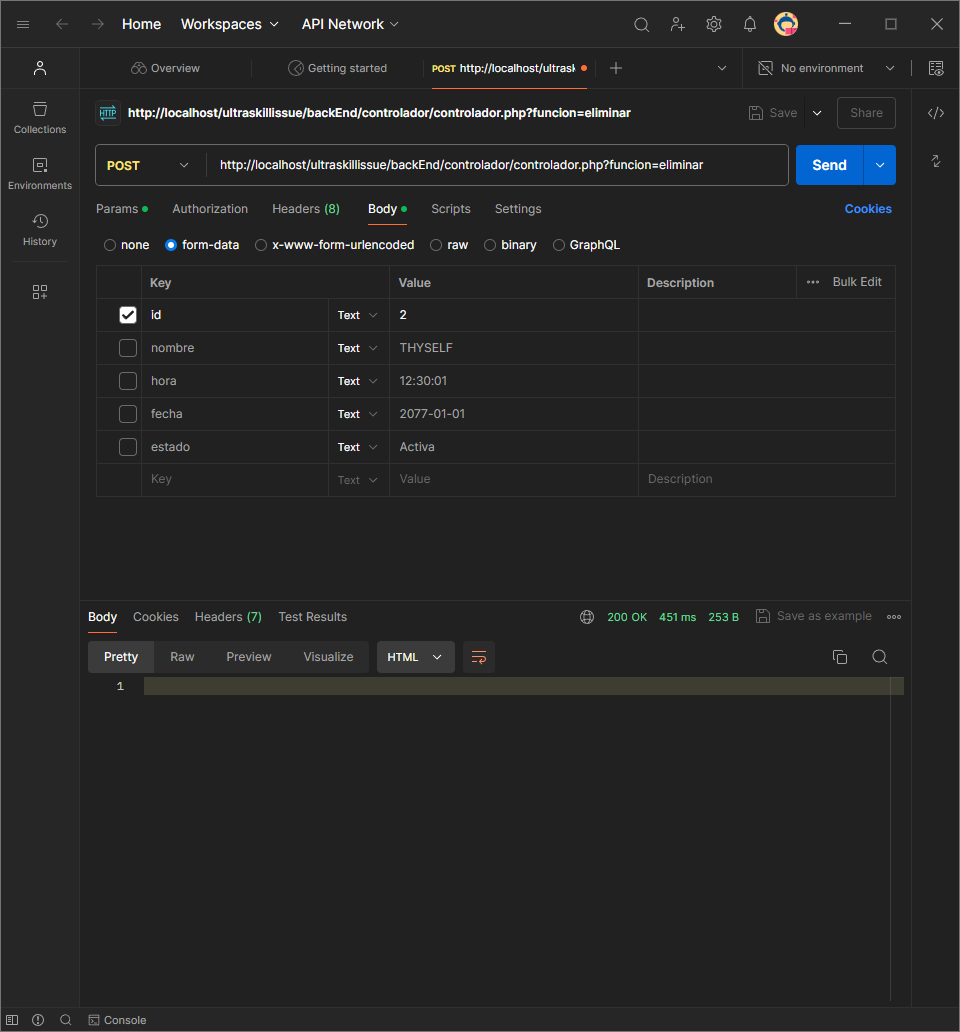 Home Workspaces API Network
Overview Getting started POST http://localhost/ultrask No environment
Collections
Environments
History
HTTP http://localhost/ultraskillissue/backEnd/controlador/controlador.php?funcion=eliminar Save Share
POST http://localhost/ultraskillissue/backEnd/controlador/controlador.php?funcion=eliminar Send
Params Authorization Headers (8) Body Scripts Settings Cookies
none form-data x-www-form-urlencoded raw binary GraphQL
Key Value Description Bulk Edit
id Text 2
nombre Text THYSELF
hora Text 12:30:01
fecha Text 2077-01-01
estado Text Activa
Key Text Value Description
Body Cookies Headers (7) Test Results 200 OK 451 ms 253 B Save as example
Pretty Raw Preview Visualize HTML
1
Console